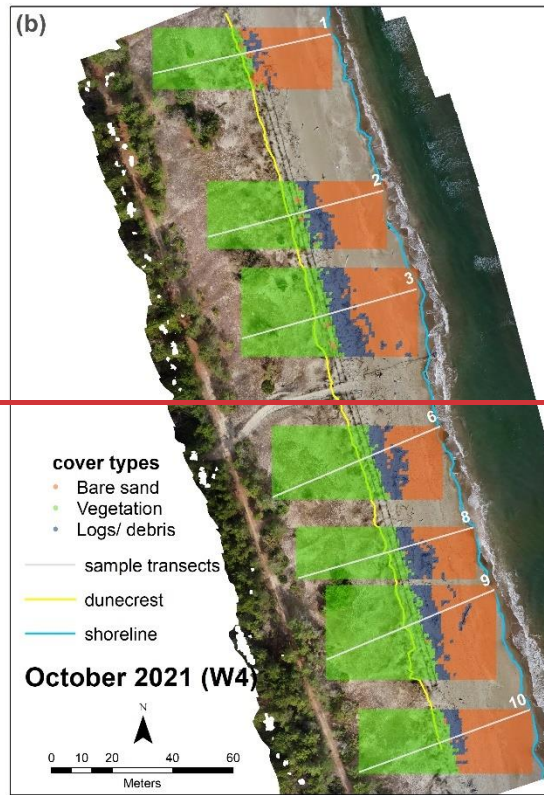 (b)
1
2
3
6
8
9
10
cover types
Bare sand
Vegetation
Logs/ debris
sample transects
dunecrest
shoreline
October 2021 (W4)
N
0 10 20 40 60
Meters